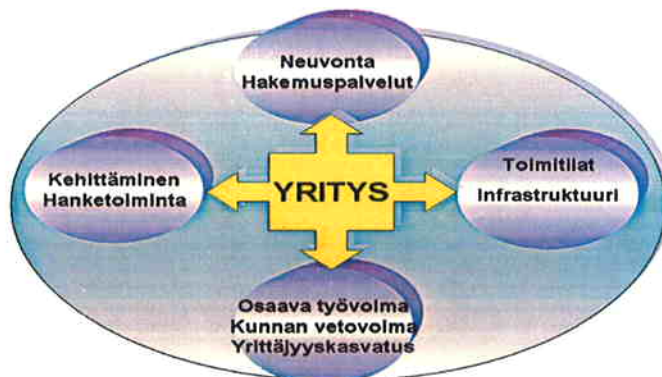 Neuvonta
Hakemuspalvelut
Kehittäminen
Hanketoiminta
YRITYS
Toimitilat
Infrastruktuuri
Osaava työvoima
Kunnan vetovoima
Yrittäjyyskasvatus